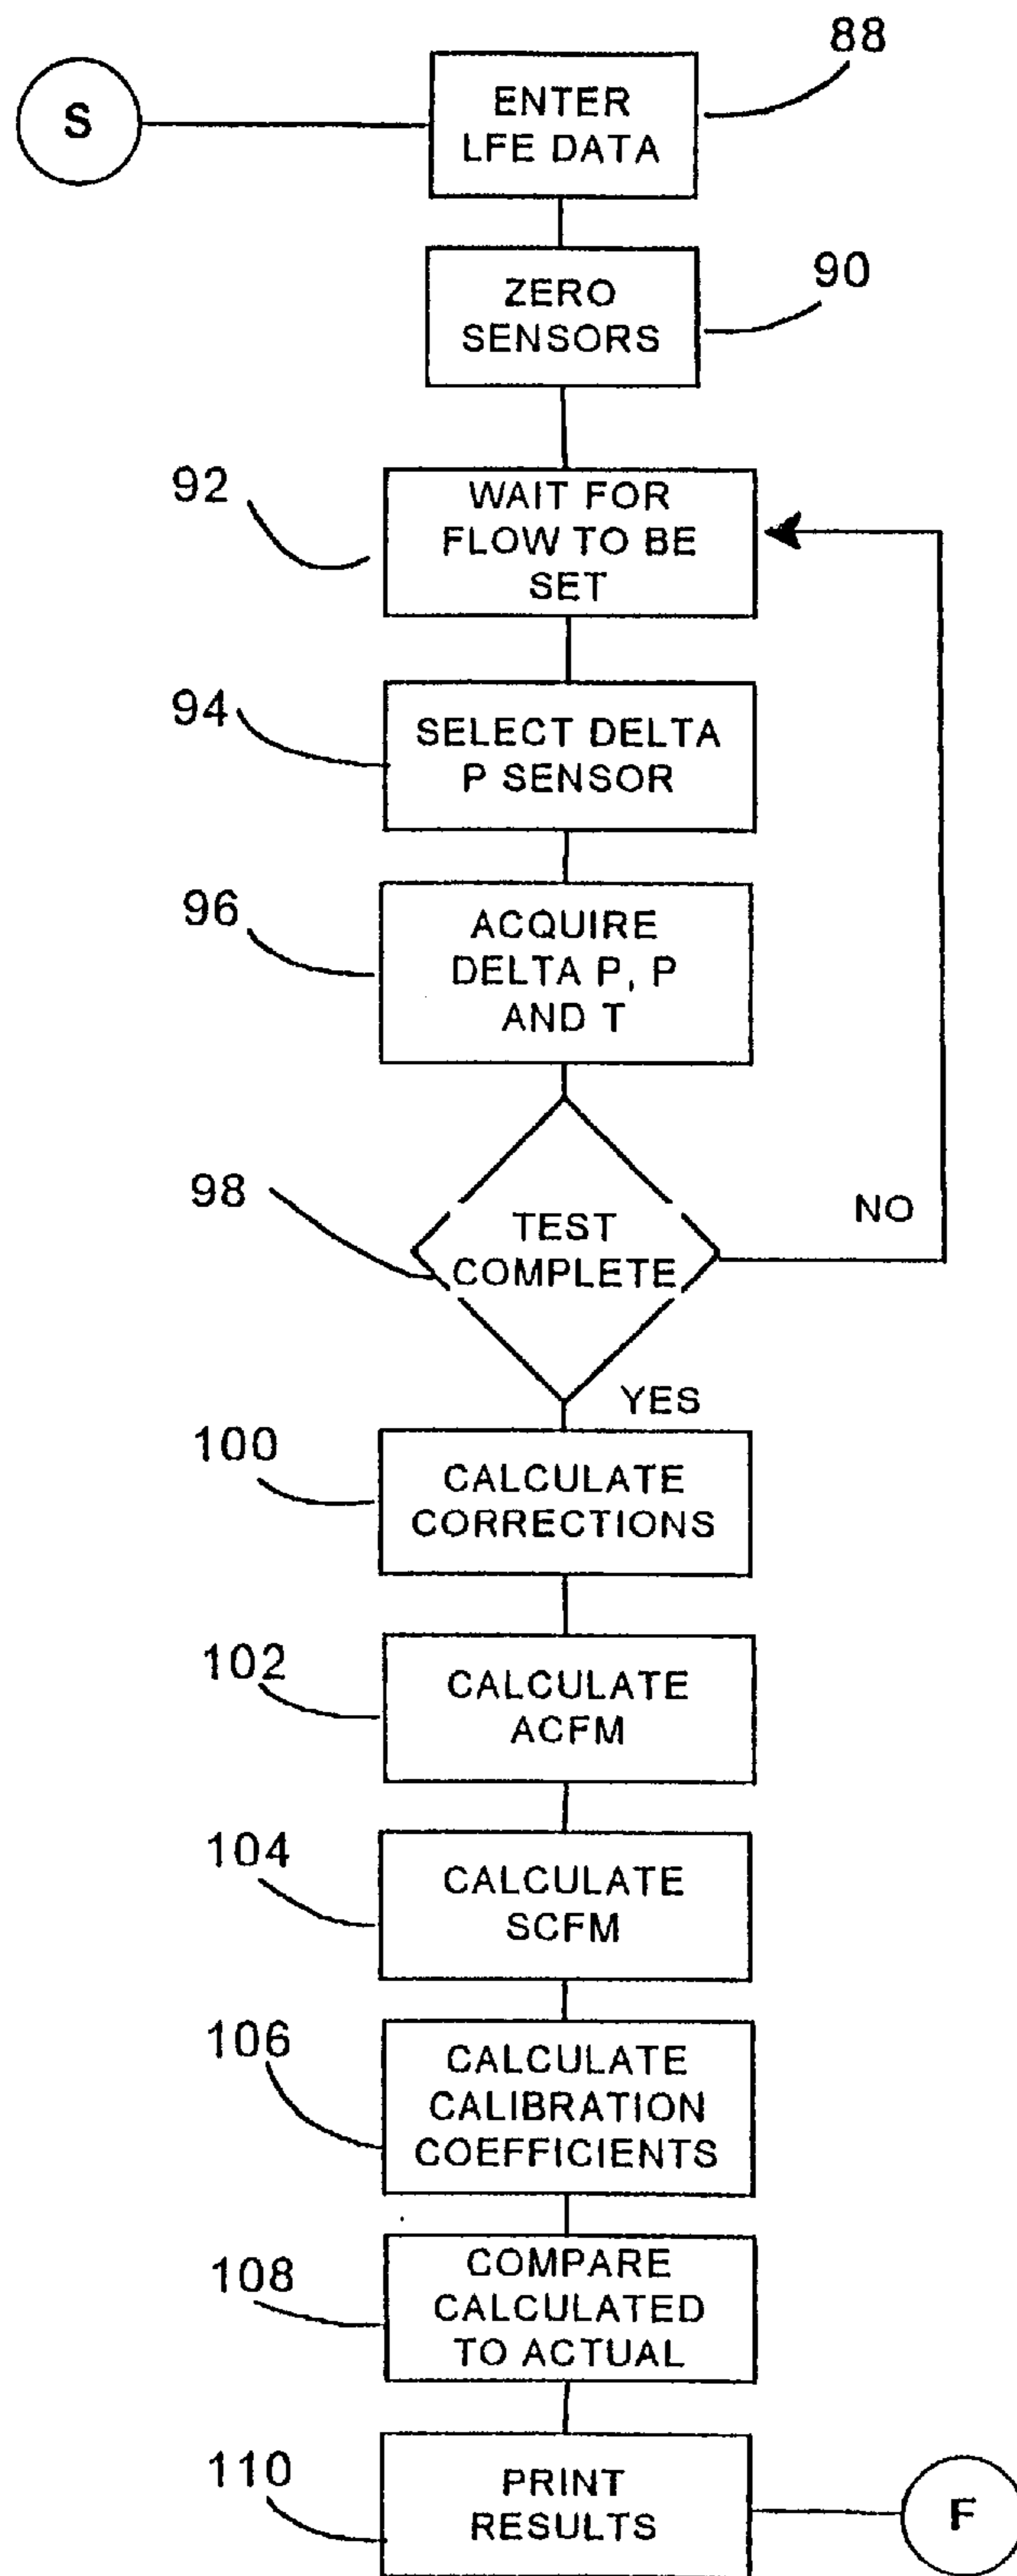 88
S
ENTER
LFE DATA
90
ZERO
SENSORS
92
WAIT FOR
FLOW TO BE
SET
94
SELECT DELTA
P SENSOR
96
ACQUIRE
DELTA P, P
AND T
98
TEST
COMPLETE
NO
YES
100
CALCULATE
CORRECTIONS
102
CALCULATE
ACFM
104
CALCULATE
SCFM
106
CALCULATE
CALIBRATION
COEFFICIENTS
108
COMPARE
CALCULATED
TO ACTUAL
110
PRINT
RESULTS
F